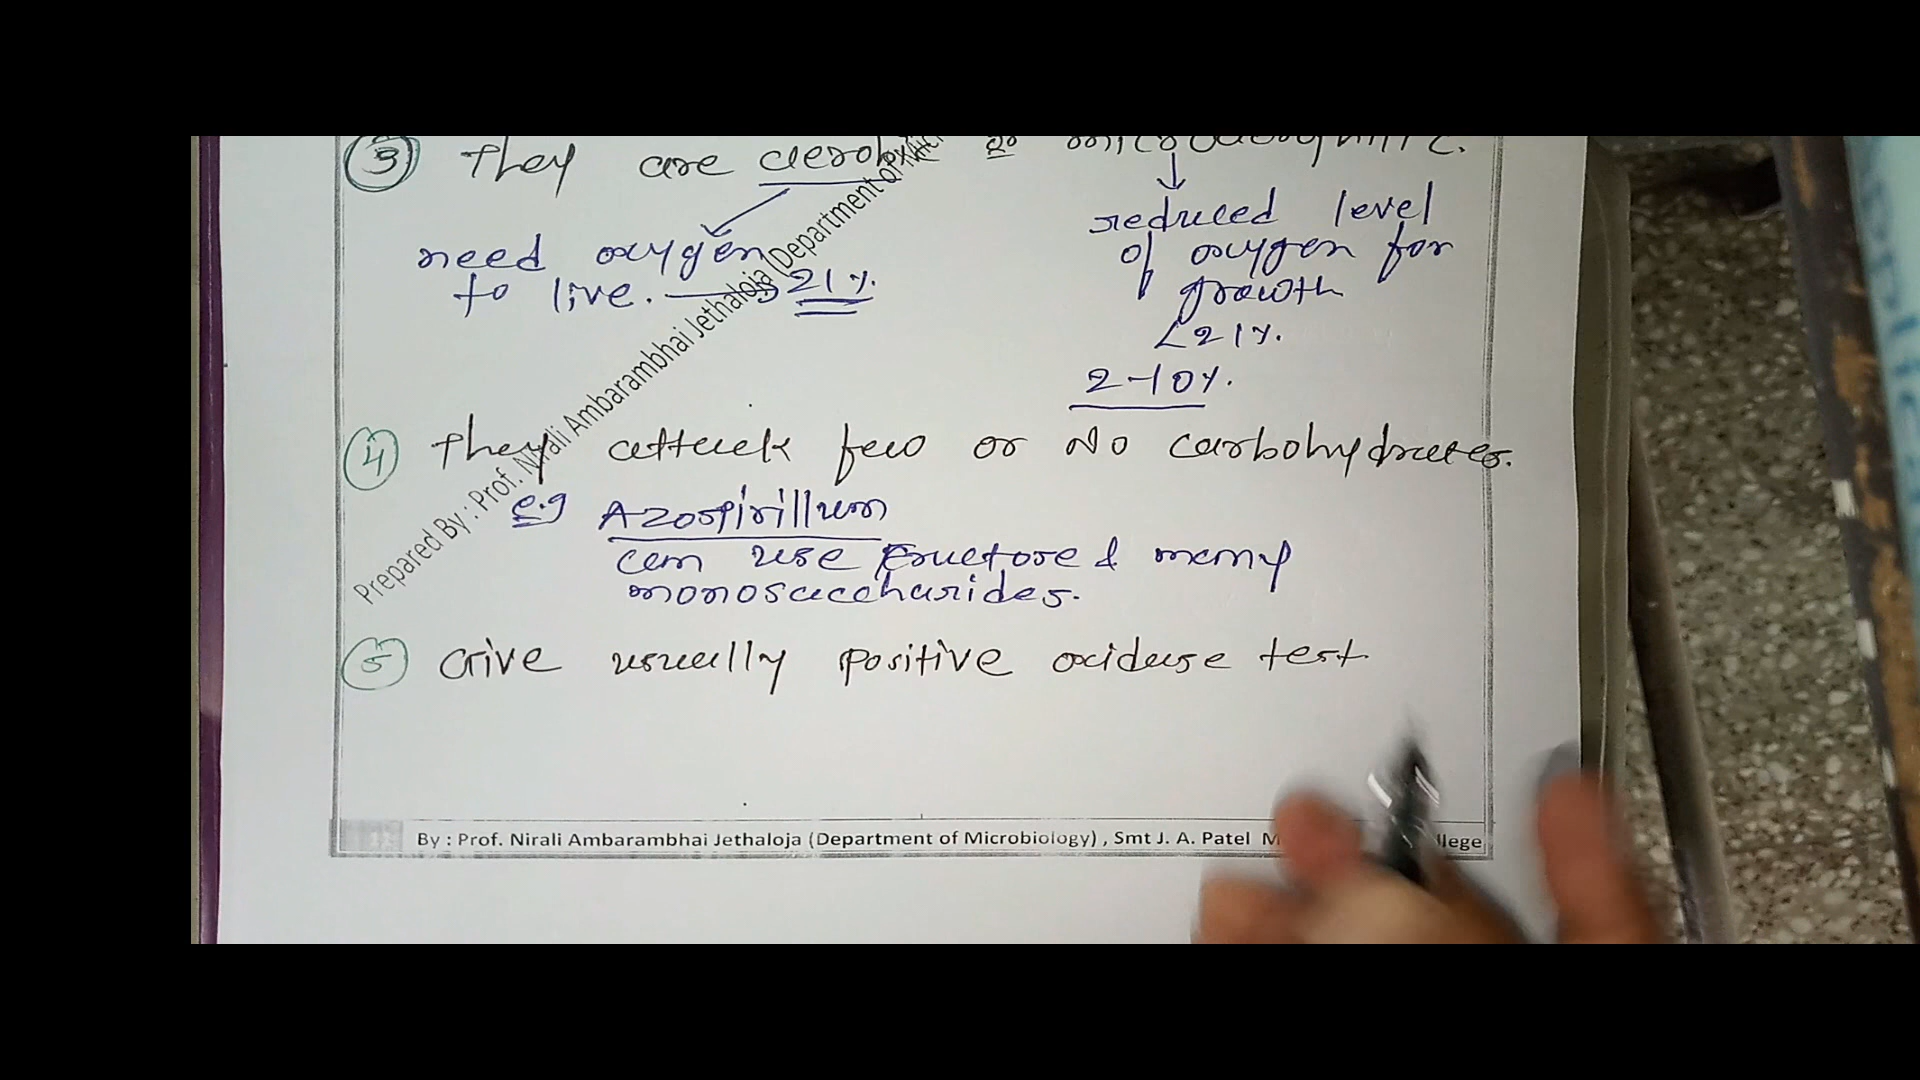 ③ They are aerobic or microaerophilic.
need oxygen to live. → 21%.
reduced level
of oxygen for
growth
<21%.
2-10%.
④ They attack few or No carbohydrates.
e.g Azospirillum
can use fructose & many
monosaccharides.
⑤ Give usually positive oxidase test
Prepared By : Prof. Nirali Ambarambhai Jethaloja (Department of
By : Prof. Nirali Ambarambhai Jethaloja (Department of Microbiology) , Smt J. A. Patel